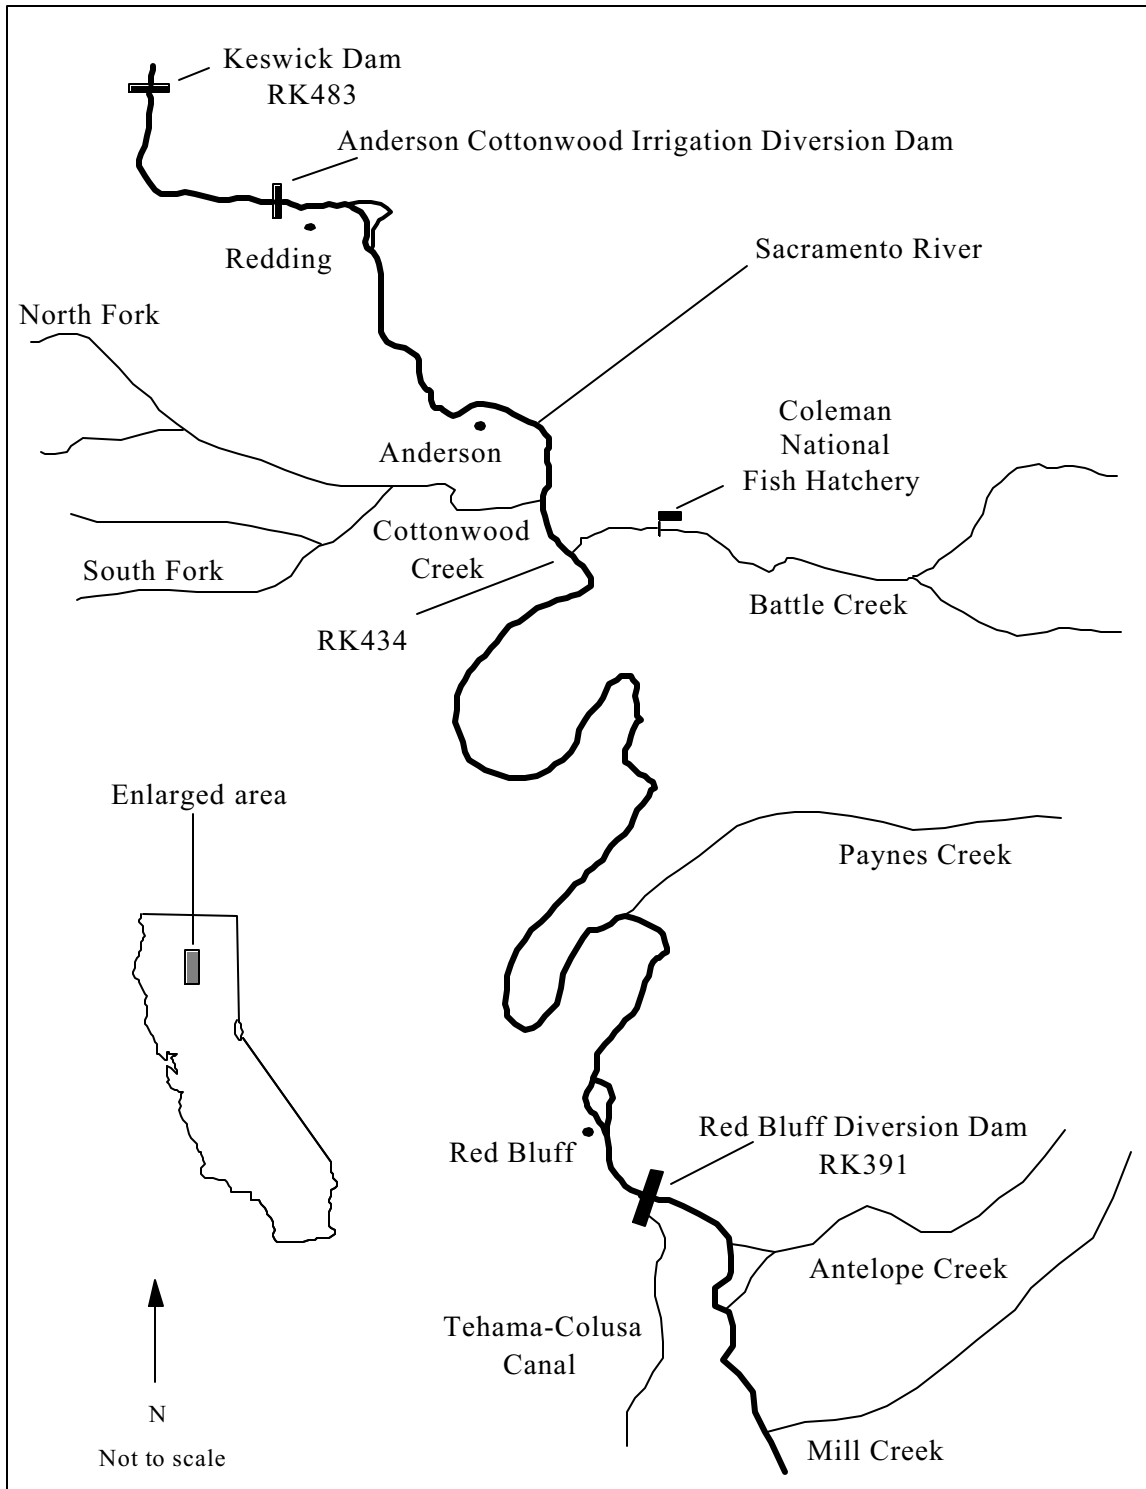 Keswick Dam
RK483
Anderson Cottonwood Irrigation Diversion Dam
Redding
Sacramento River
North Fork
Coleman
National
Fish Hatchery
Anderson
Cottonwood
Creek
South Fork
Battle Creek
RK434
Enlarged area
Paynes Creek
Red Bluff
Red Bluff Diversion Dam
RK391
Antelope Creek
Tehama-Colusa
Canal
N
Not to scale
Mill Creek